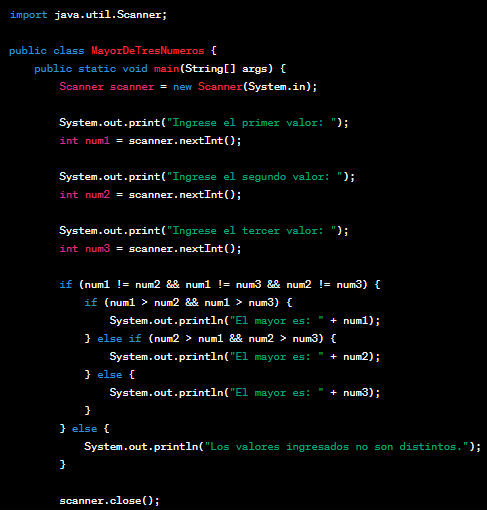 import java.util.Scanner;
public class MayorDeTresNumeros {
public static void main(String[] args) {
Scanner scanner = new Scanner(System.in);
System.out.print("Ingrese el primer valor: ");
int num1 = scanner.nextInt();
System.out.print("Ingrese el segundo valor: ");
int num2 = scanner.nextInt();
System.out.print("Ingrese el tercer valor: ");
int num3 = scanner.nextInt();
if (num1 != num2 && num1 != num3 && num2 != num3) {
if (num1 > num2 && num1 > num3) {
System.out.println("El mayor es: " + num1);
} else if (num2 > num1 && num2 > num3) {
System.out.println("El mayor es: " + num2);
} else {
System.out.println("El mayor es: " + num3);
}
} else {
System.out.println("Los valores ingresados no son distintos.");
}
scanner.close();